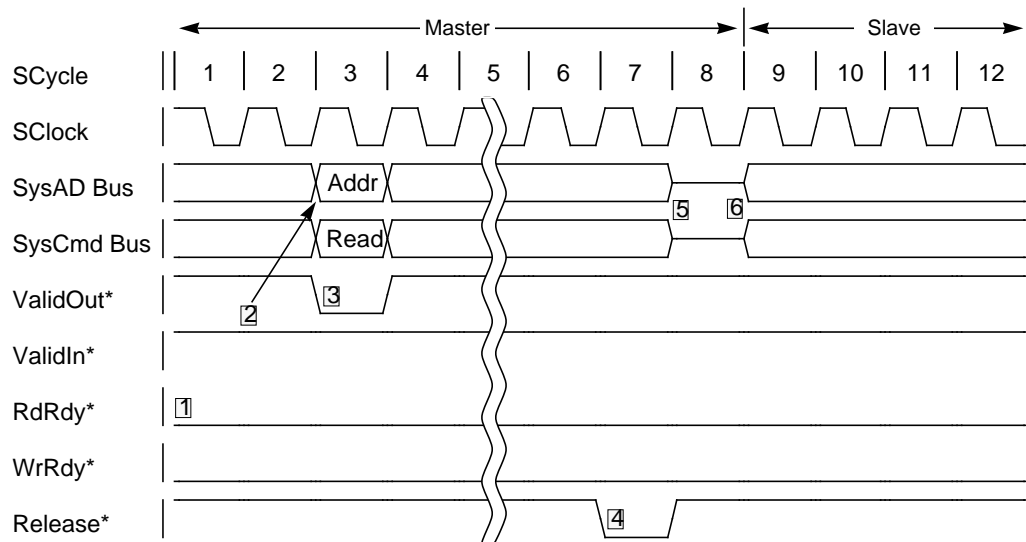 Master Slave
SCycle 1 2 3 4 5 6 7 8 9 10 11 12
SClock
SysAD Bus Addr
5 6
SysCmd Bus Read
ValidOut* 3
2
ValidIn*
RdRdy* 1
WrRdy*
Release* 4